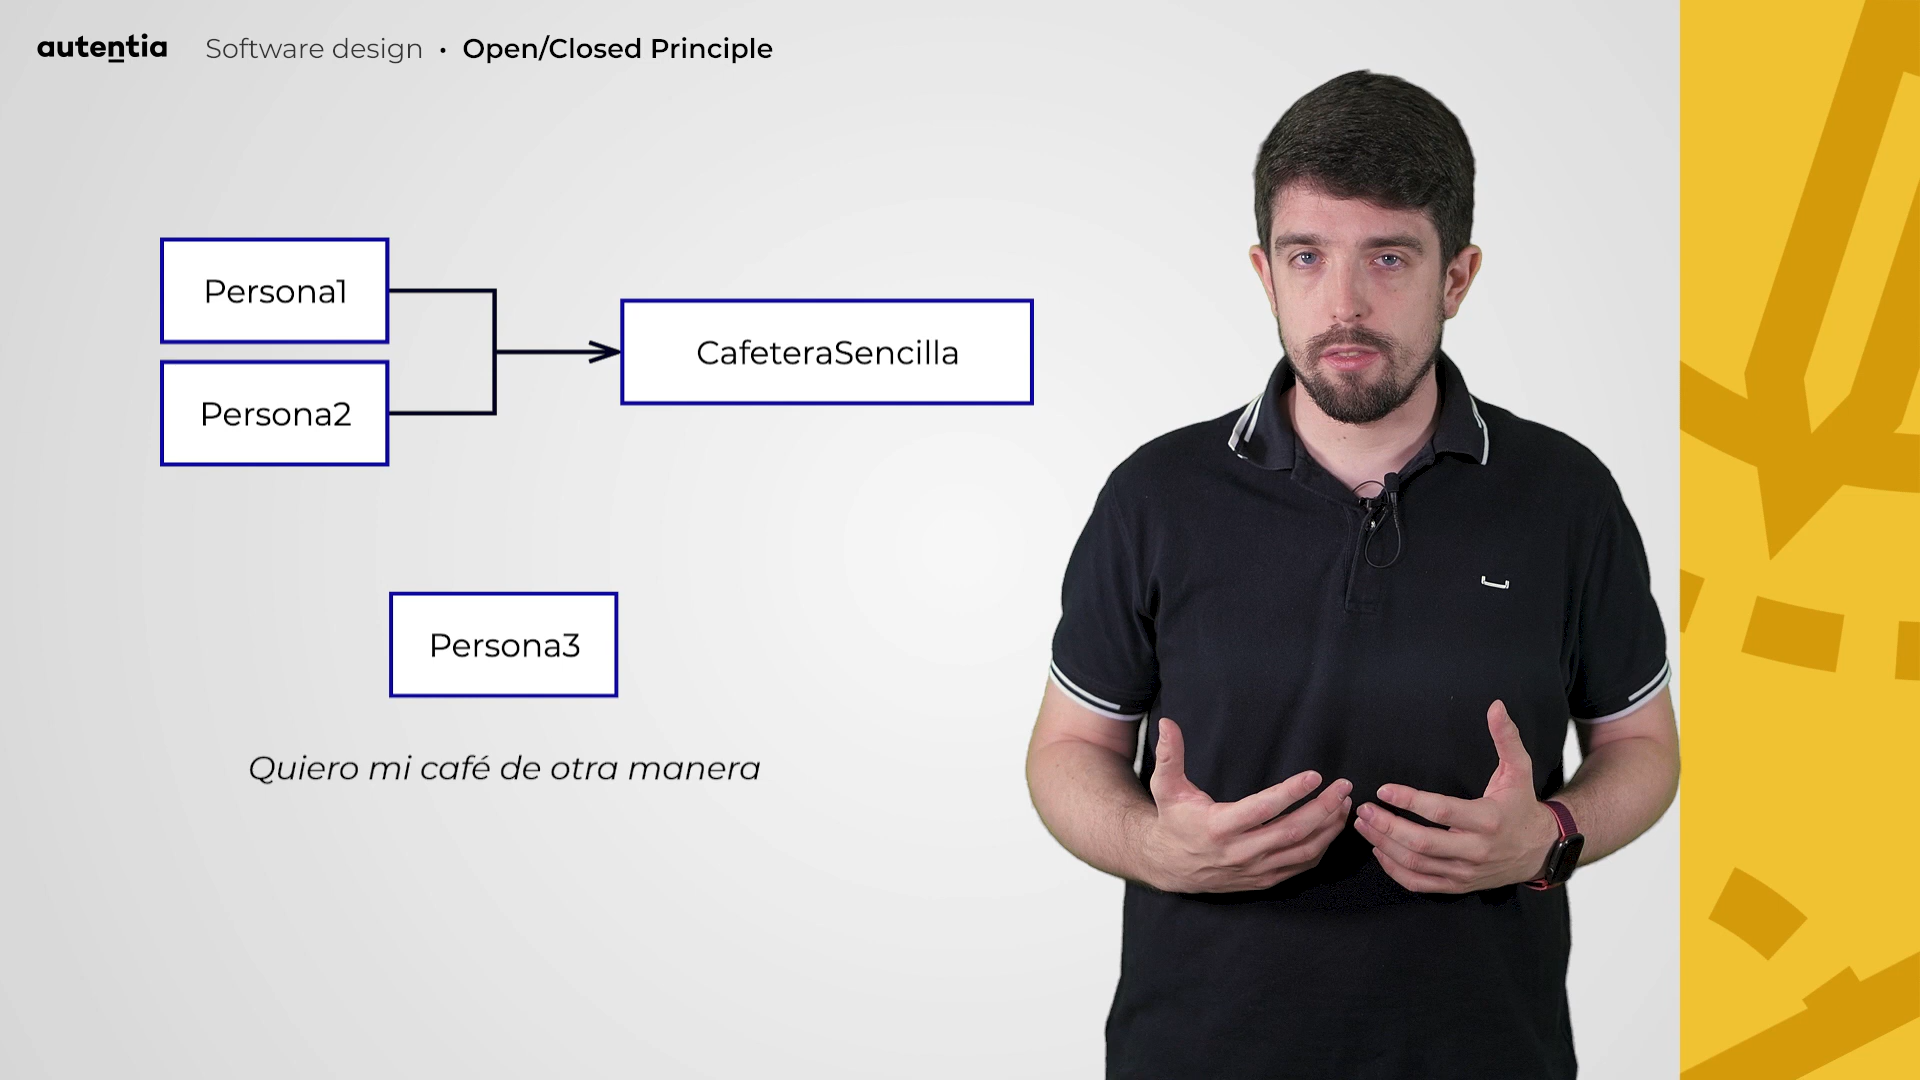 autentia Software design • Open/Closed Principle
Persona1
CafeteraSencilla
Persona2
Persona3
Quiero mi café de otra manera